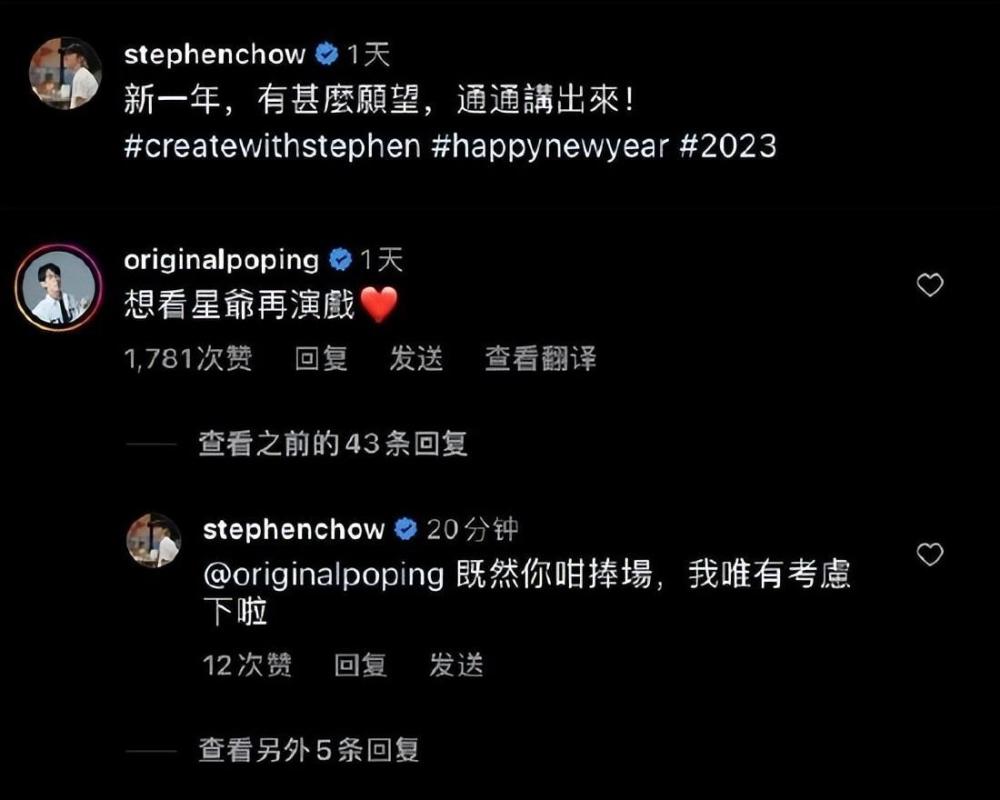 stephenchow 1天
新一年，有甚麼願望，通通講出來！
#createwithstephen #happynewyear #2023
originalpoping 1天
想看星爺再演戲❤️
1,781次赞 回复 发送 查看翻译
查看之前的43条回复
stephenchow 20分钟
@originalpoping 既然你咁捧場，我唯有考慮
下啦
12次赞 回复 发送
查看另外5条回复